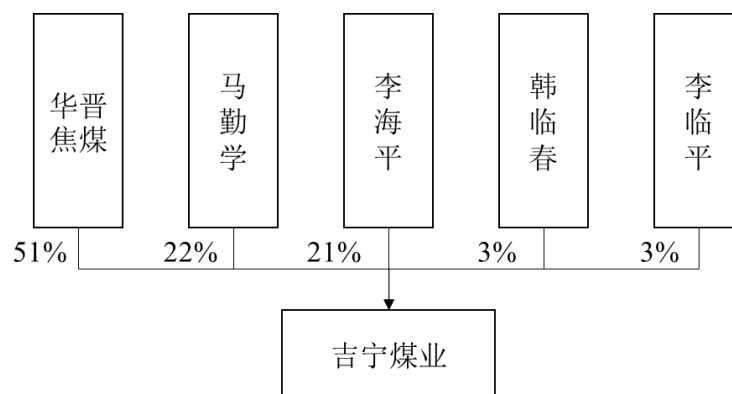 华晋
焦煤
马
勤
学
李
海
平
韩
临
春
李
临
平
51%
22%
21%
3%
3%
吉宁煤业